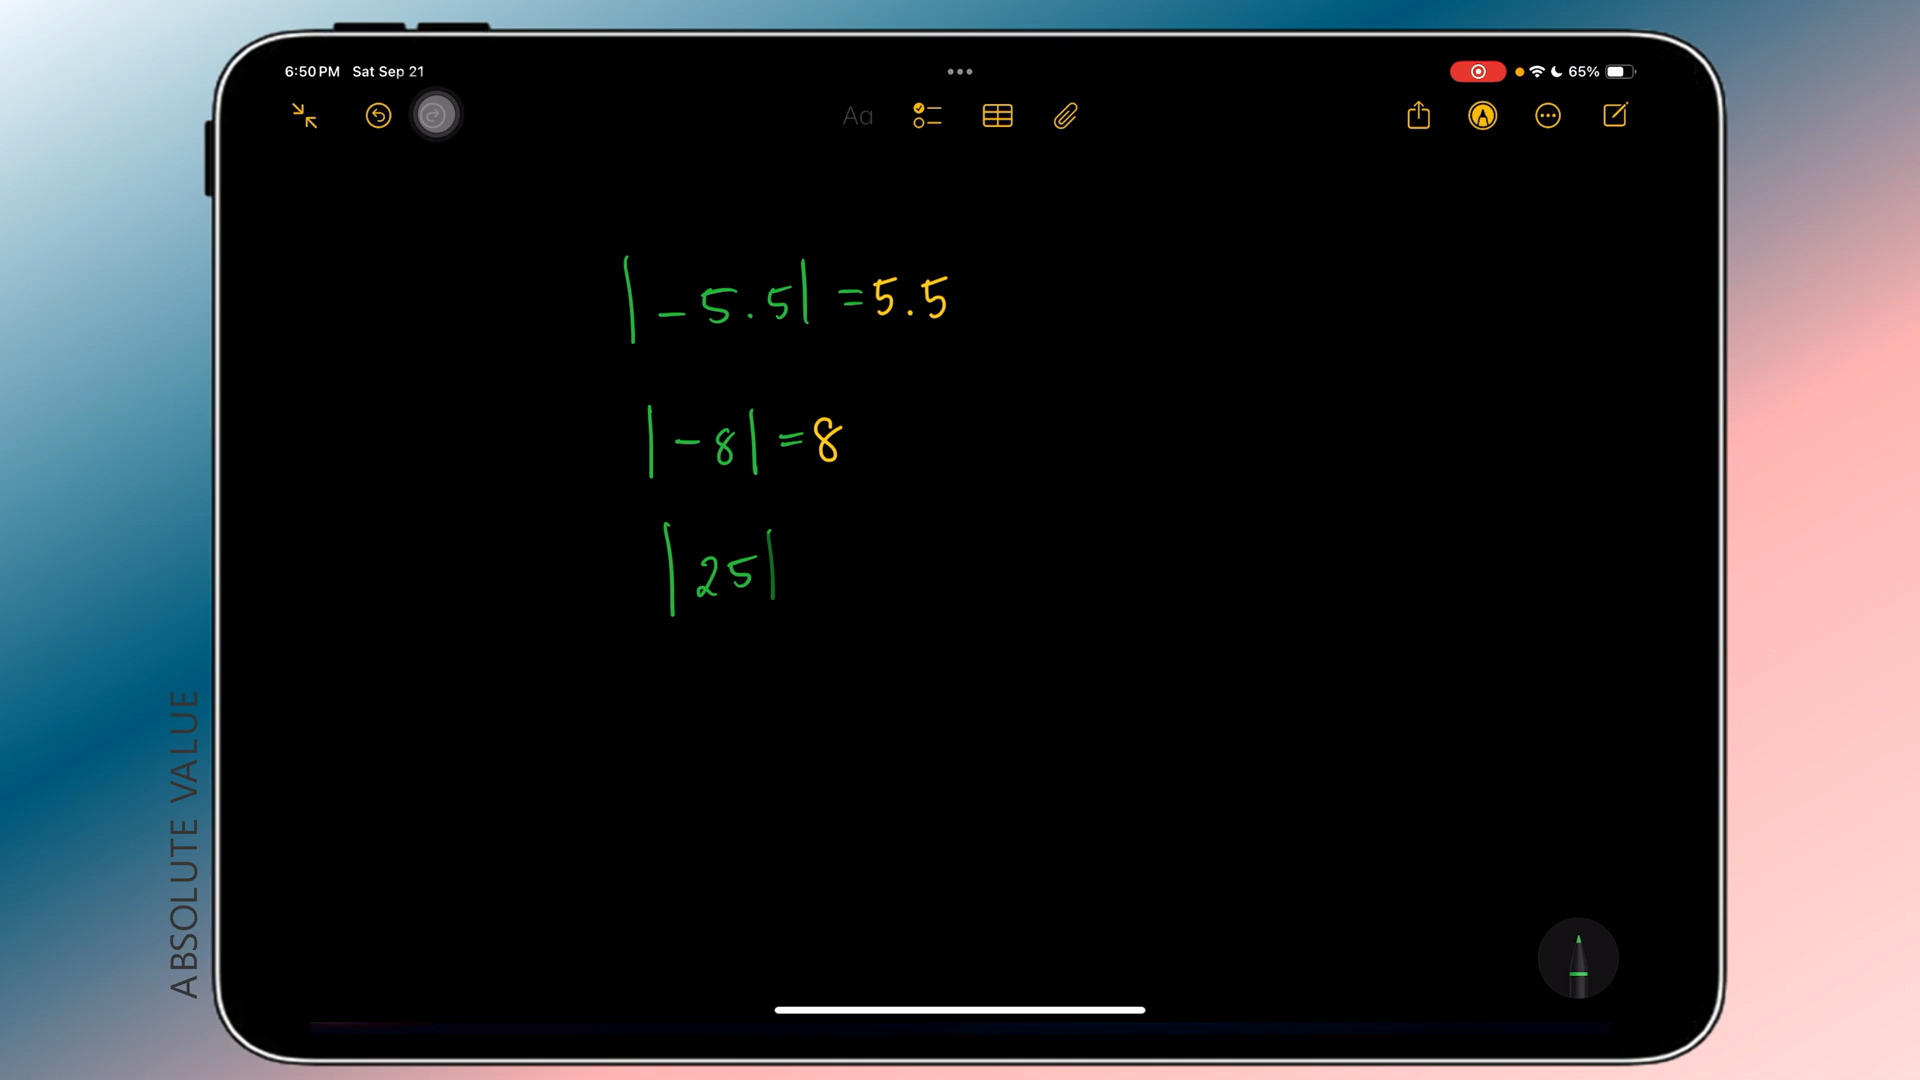 6:50 PM Sat Sep 21
65%
Aa
|-5.5| =5.5
|-8| =8
|25|
ABSOLUTE VALUE